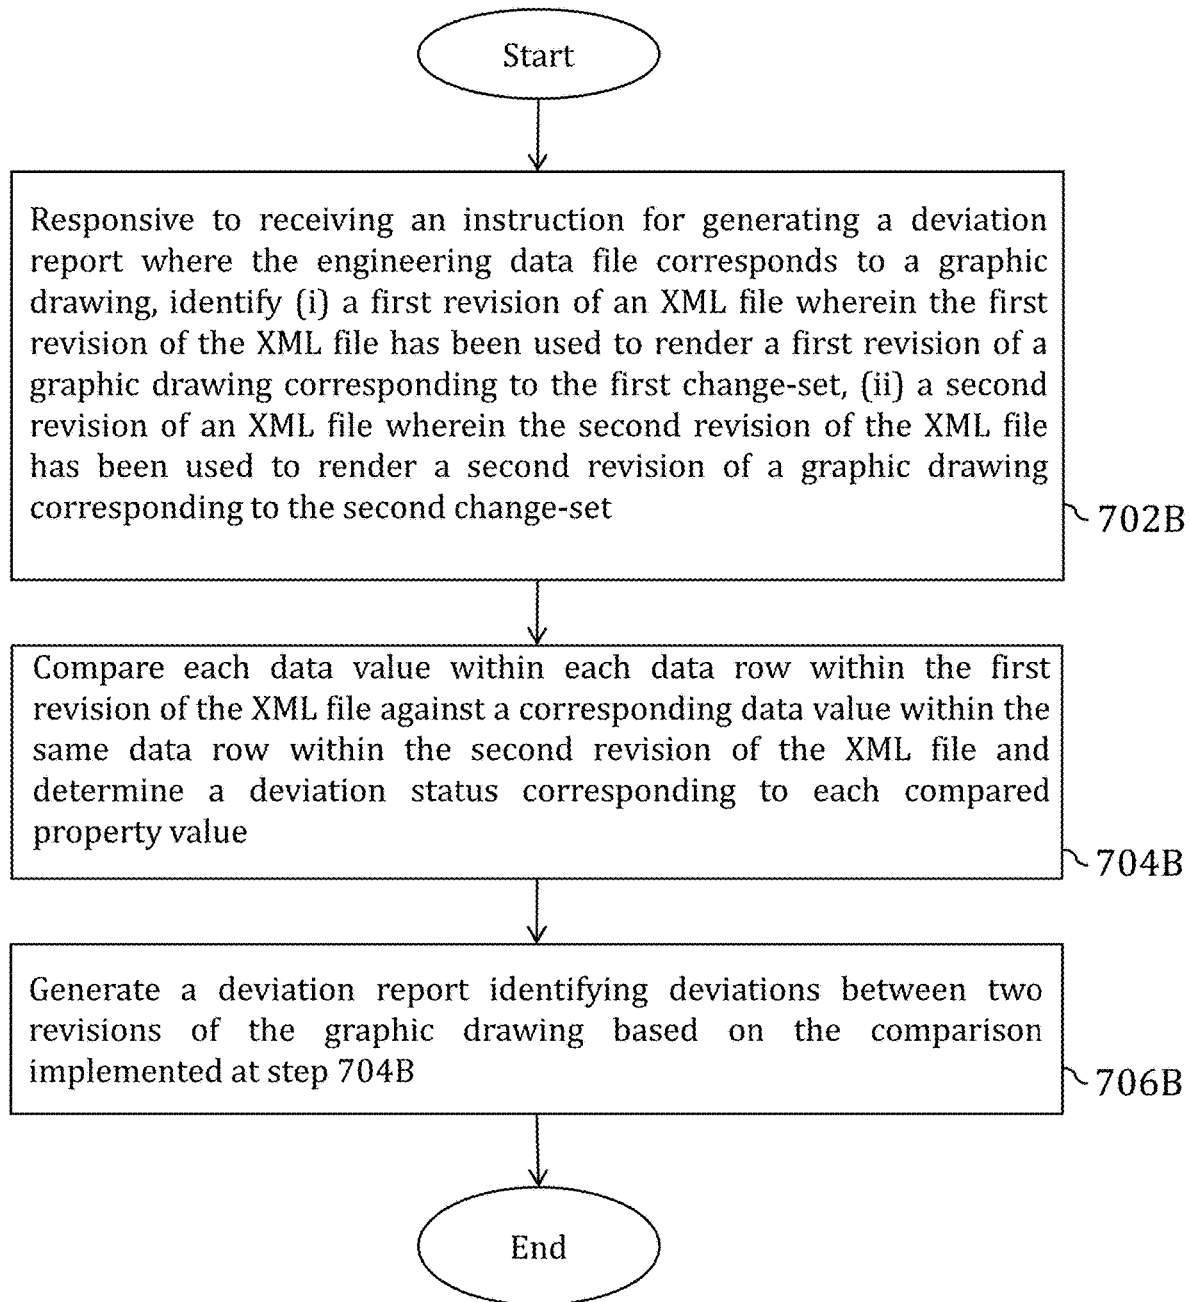 Start
Responsive to receiving an instruction for generating a deviation
report where the engineering data file corresponds to a graphic
drawing, identify (i) a first revision of an XML file wherein the first
revision of the XML file has been used to render a first revision of a
graphic drawing corresponding to the first change-set, (ii) a second
revision of an XML file wherein the second revision of the XML file
has been used to render a second revision of a graphic drawing
corresponding to the second change-set
702B
Compare each data value within each data row within the first
revision of the XML file against a corresponding data value within the
same data row within the second revision of the XML file and
determine a deviation status corresponding to each compared
property value
704B
Generate a deviation report identifying deviations between two
revisions of the graphic drawing based on the comparison
implemented at step 704B
706B
End